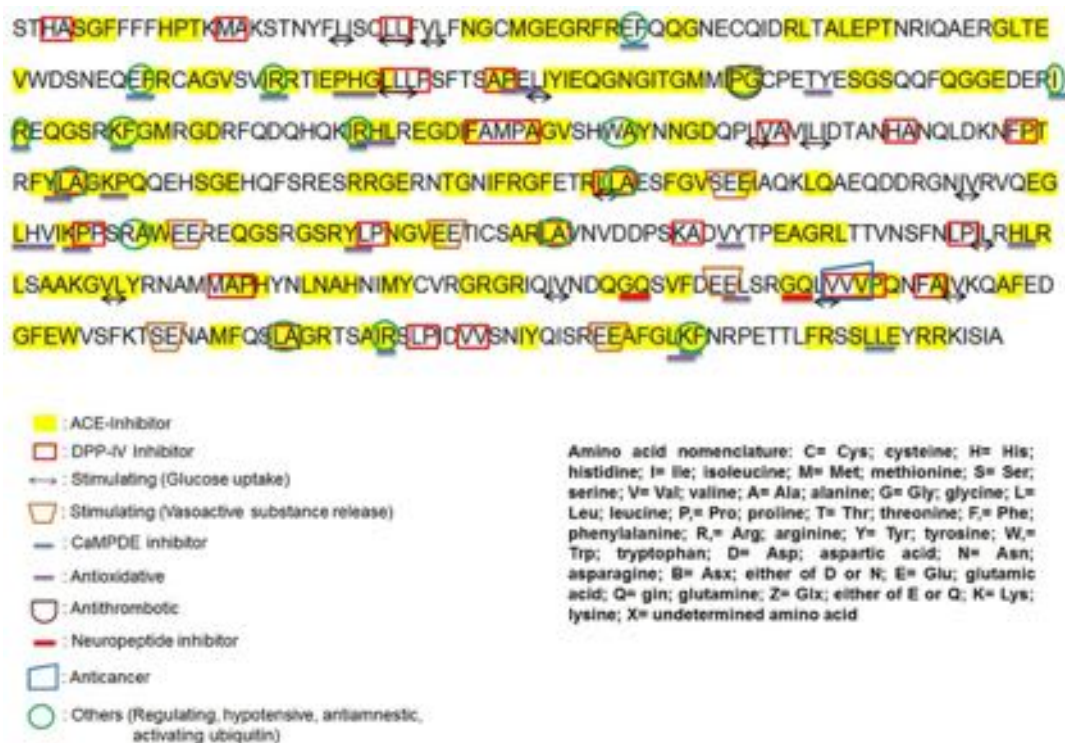 STHASGFFFFHPTKMAKSTNYFLISCLLFVLFNGCMGEGRFREFQQGNECQIDRLTALEPTNRIQAERGLTE
VWDSNEQEFRCAGVSVIRRTIEPHGLLLPSFTSAPELIYIEQGNGITGMMIPGCPETYESGSQQFQGGEDERI
REQGSRKFGMRGDRFQDQHQKIRHLREGDIFAMPAGVSHWAYNNGDQPLVAVILIDTANHANQLDKNFPT
RFYLAGKPQQEHSGEHQFSRESRRGERNTGNIFRGFETRLLAESFGVSEEIAQKLQAEQDDRGNIVRVQEG
LHVIKPPSRAWEEREQGSRGSRYLPNGVEETICSARLAVNVDDPSKADVYTPEAGRLTTVNSFNLPILRHLR
LSAAKGVLYRNAMMAPHYNLNAHNIMYCVRGRGRIQIVNDQGQSVFDEELSRGQLVVVPQNFAIVKQAFED
GFEWVSFKTSENAMFQSLAGRTSAIRSLPIDVVSNIYQISREEAFGLKFNRPETTLFRSSLLEYRRKISIA
: ACE-Inhibitor
: DPP-IV Inhibitor
: Stimulating (Glucose uptake)
: Stimulating (Vasoactive substance release)
: CaMPDE inhibitor
: Antioxidative
: Antithrombotic
: Neuropeptide inhibitor
: Anticancer
: Others (Regulating, hypotensive, antiamnestic,
activating ubiquitin)
Amino acid nomenclature: C= Cys; cysteine; H= His;
histidine; I= Ile; isoleucine; M= Met; methionine; S= Ser;
serine; V= Val; valine; A= Ala; alanine; G= Gly; glycine; L=
Leu; leucine; P,= Pro; proline; T= Thr; threonine; F,= Phe;
phenylalanine; R,= Arg; arginine; Y= Tyr; tyrosine; W,=
Trp; tryptophan; D= Asp; aspartic acid; N= Asn;
asparagine; B= Asx; either of D or N; E= Glu; glutamic
acid; Q= gin; glutamine; Z= Glx; either of E or Q; K= Lys;
lysine; X= undetermined amino acid